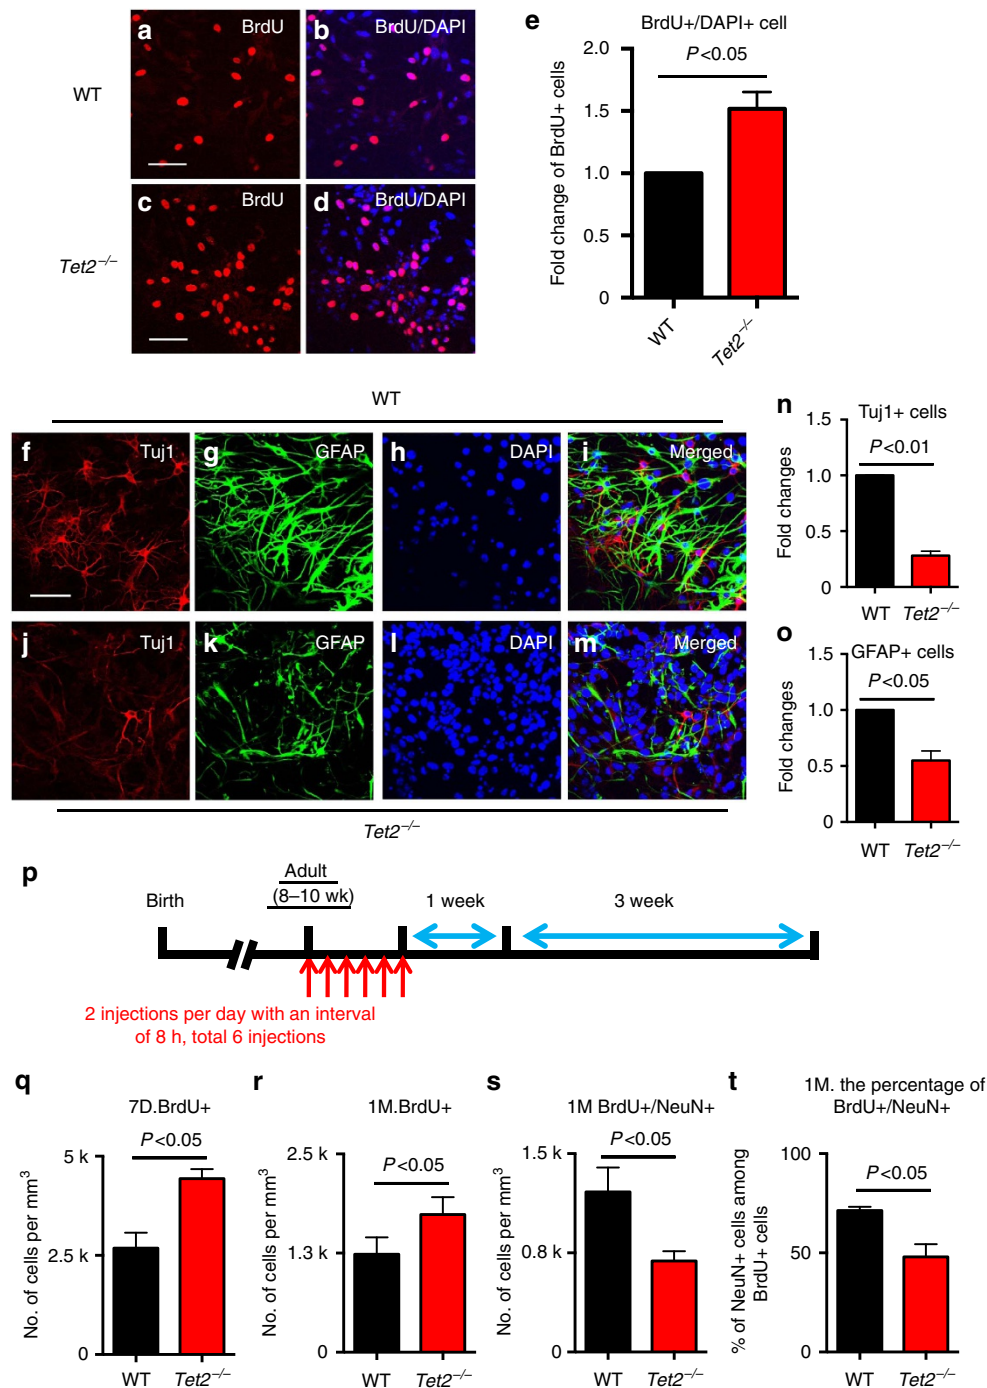 a BrdU
b BrdU/DAPI
WT
c BrdU
d BrdU/DAPI
Tet2−/−
e
BrdU+/DAPI+ cell
P<0.05
Fold change of BrdU+ cells
2.0
1.5
1.0
0.5
0
WT
Tet2−/−
WT
f Tuj1
g GFAP
h DAPI
i Merged
j Tuj1
k GFAP
l DAPI
m Merged
Tet2−/−
n
Tuj1+ cells
P<0.01
Fold changes
1.5
1.0
0.5
0
WT Tet2−/−
o
GFAP+ cells
P<0.05
Fold changes
1.5
1.0
0.5
0
WT Tet2−/−
p
Birth
Adult
(8–10 wk)
1 week
3 week
2 injections per day with an interval
of 8 h, total 6 injections
q
7D.BrdU+
P<0.05
No. of cells per mm3
5 k
2.5 k
0
WT Tet2−/−
r
1M.BrdU+
P<0.05
No. of cells per mm3
2.5 k
1.3 k
0
WT Tet2−/−
s
1M BrdU+/NeuN+
P<0.05
No. of cells per mm3
1.5 k
0.8 k
0
WT Tet2−/−
t
1M. the percentage of
BrdU+/NeuN+
P<0.05
% of NeuN+ cells among
BrdU+ cells
100
50
0
WT Tet2−/−